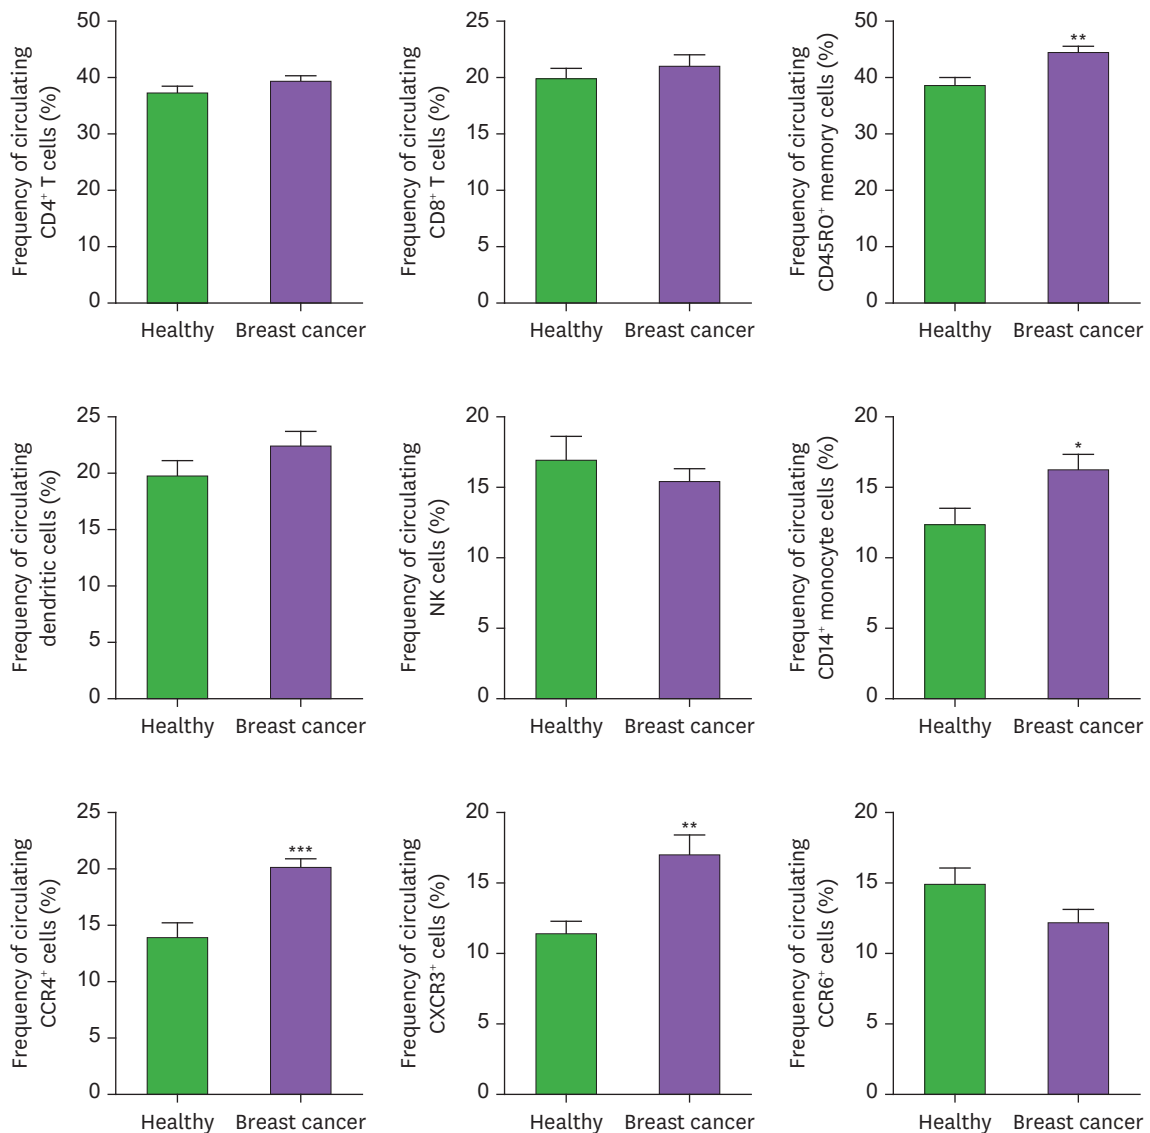 Frequency of circulating
CD4⁺ T cells (%)
50
40
30
20
10
0
Healthy Breast cancer
Frequency of circulating
CD8⁺ T cells (%)
25
20
15
10
5
0
Healthy Breast cancer
Frequency of circulating
CD45RO⁺ memory cells (%)
50
40
30
20
10
0
**
Healthy Breast cancer
Frequency of circulating
dendritic cells (%)
25
20
15
10
10
5
0
Healthy Breast cancer
Frequency of circulating
NK cells (%)
20
15
10
5
0
Healthy Breast cancer
Frequency of circulating
CD14⁺ monocyte cells (%)
20
15
10
5
0
*
Healthy Breast cancer
Frequency of circulating
CCR4⁺ cells (%)
25
20
15
10
5
0
***
Healthy Breast cancer
Frequency of circulating
CXCR3⁺ cells (%)
20
15
10
5
0
**
Healthy Breast cancer
Frequency of circulating
CCR6⁺ cells (%)
20
15
10
5
0
Healthy Breast cancer